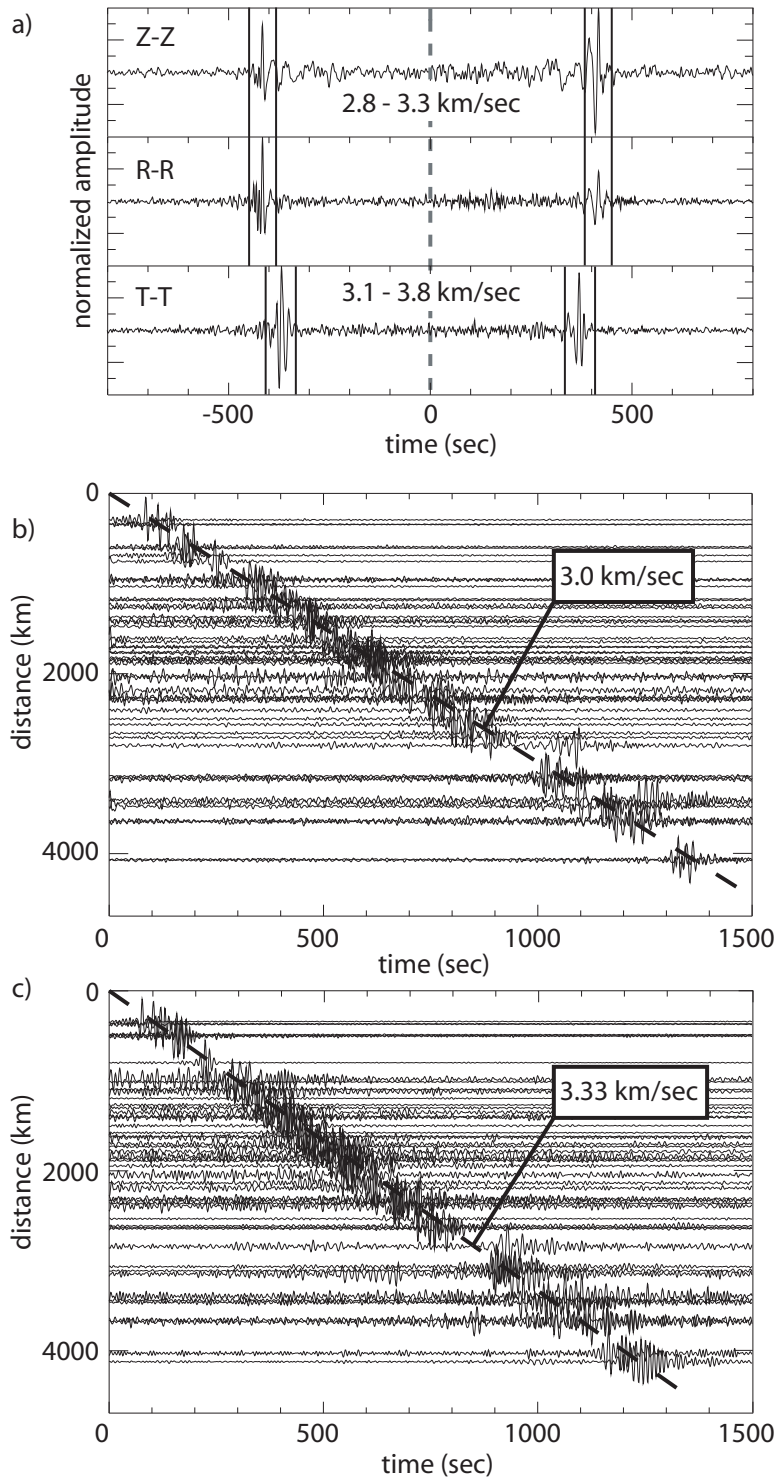 a)
Z-Z
2.8 - 3.3 km/sec
R-R
T-T
3.1 - 3.8 km/sec
normalized amplitude
-500 0 500
time (sec)
b)
0
2000
4000
distance (km)
3.0 km/sec
0 500 1000 1500
time (sec)
c)
0
2000
4000
distance (km)
3.33 km/sec
0 500 1000 1500
time (sec)